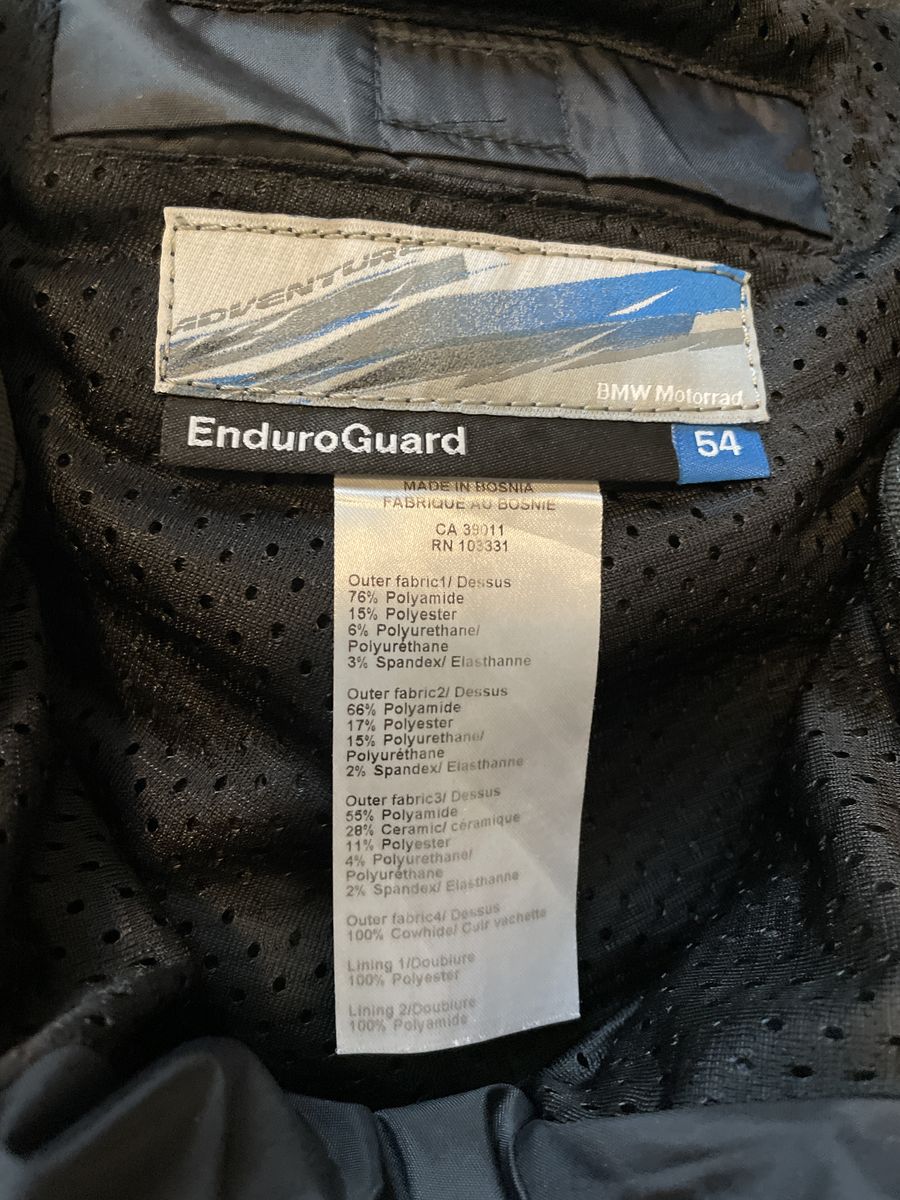 ADVENTURE
BMW Motorrad
EnduroGuard 54
MADE IN BOSNIA
FABRIQUE AU BOSNIE
CA 39011
RN 103331
Outer fabric1/ Dessus
76% Polyamide
15% Polyester
6% Polyurethane/
Polyuréthane
3% Spandex/ Elasthanne
Outer fabric2/ Dessus
66% Polyamide
17% Polyester
15% Polyurethane/
Polyuréthane
2% Spandex/ Elasthanne
Outer fabric3/ Dessus
55% Polyamide
28% Ceramic/ céramique
11% Polyester
4% Polyurethane/
Polyuréthane
2% Spandex/ Elasthanne
Outer fabric4/ Dessus
100% Cowhide/ Cuir vachette
Lining 1/Doublure
100% Polyester
Lining 2/Doublure
100% Polyamide